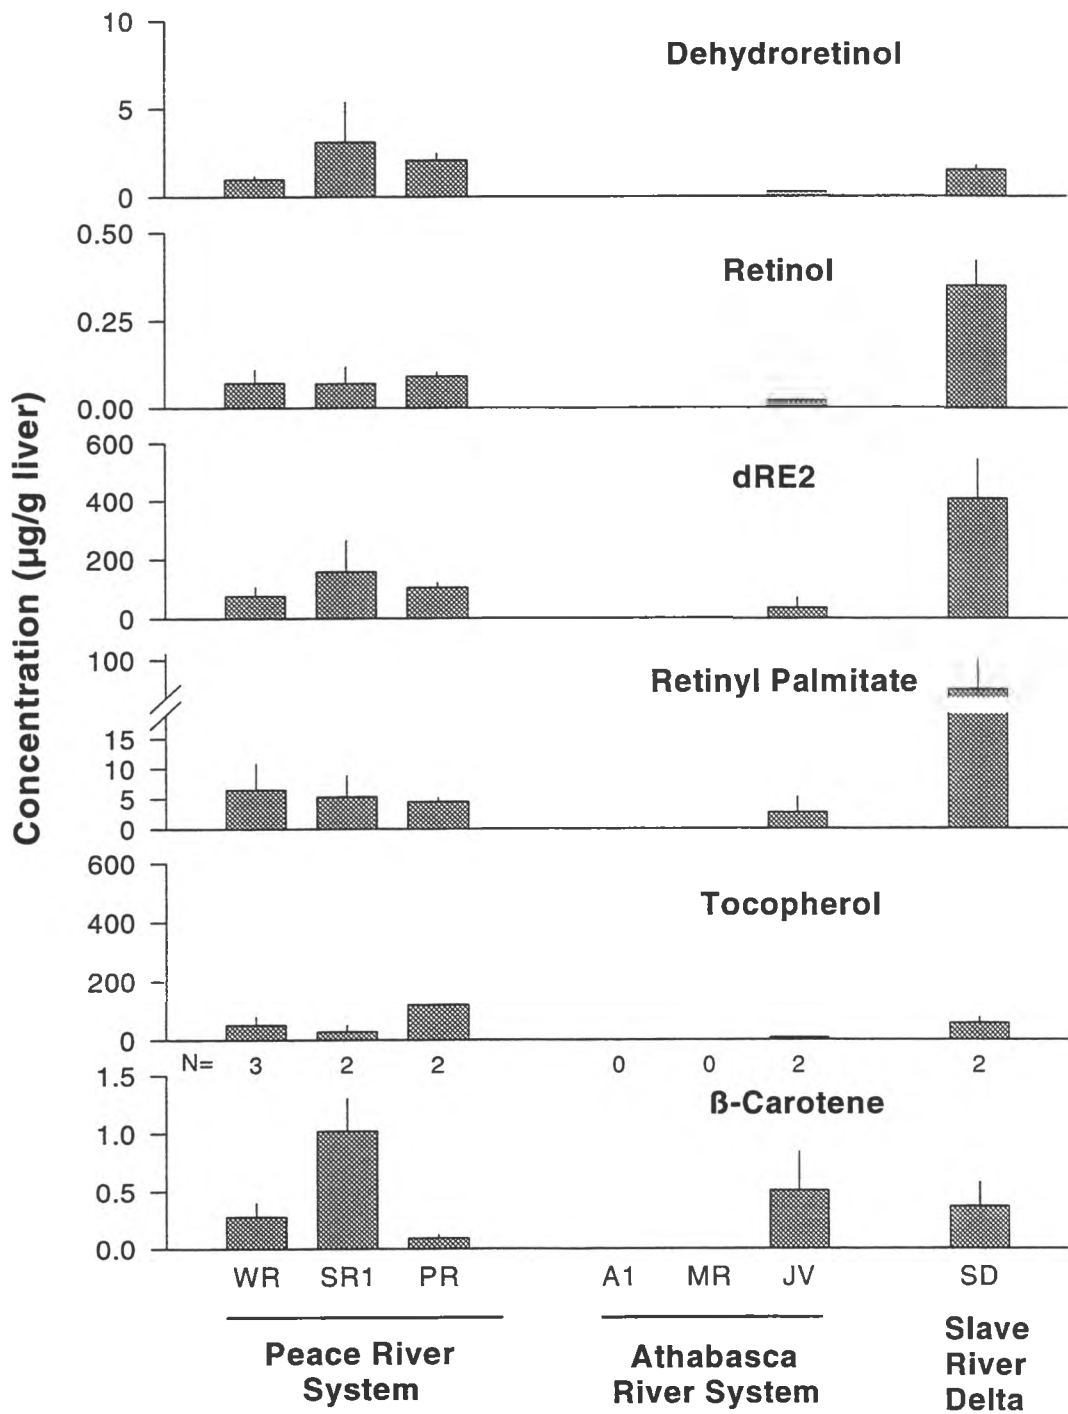 Concentration (µg/g liver)
10
5
0
Dehydroretinol
0.50
0.25
0.00
Retinol
600
400
200
0
dRE2
100
15
10
5
0
Retinyl Palmitate
600
400
200
0
Tocopherol
N= 3 2 2 0 0 2 2
1.5
1.0
0.5
0.0
ß-Carotene
WR SR1 PR A1 MR JV SD
Peace River
System
Athabasca
River System
Slave
River
Delta